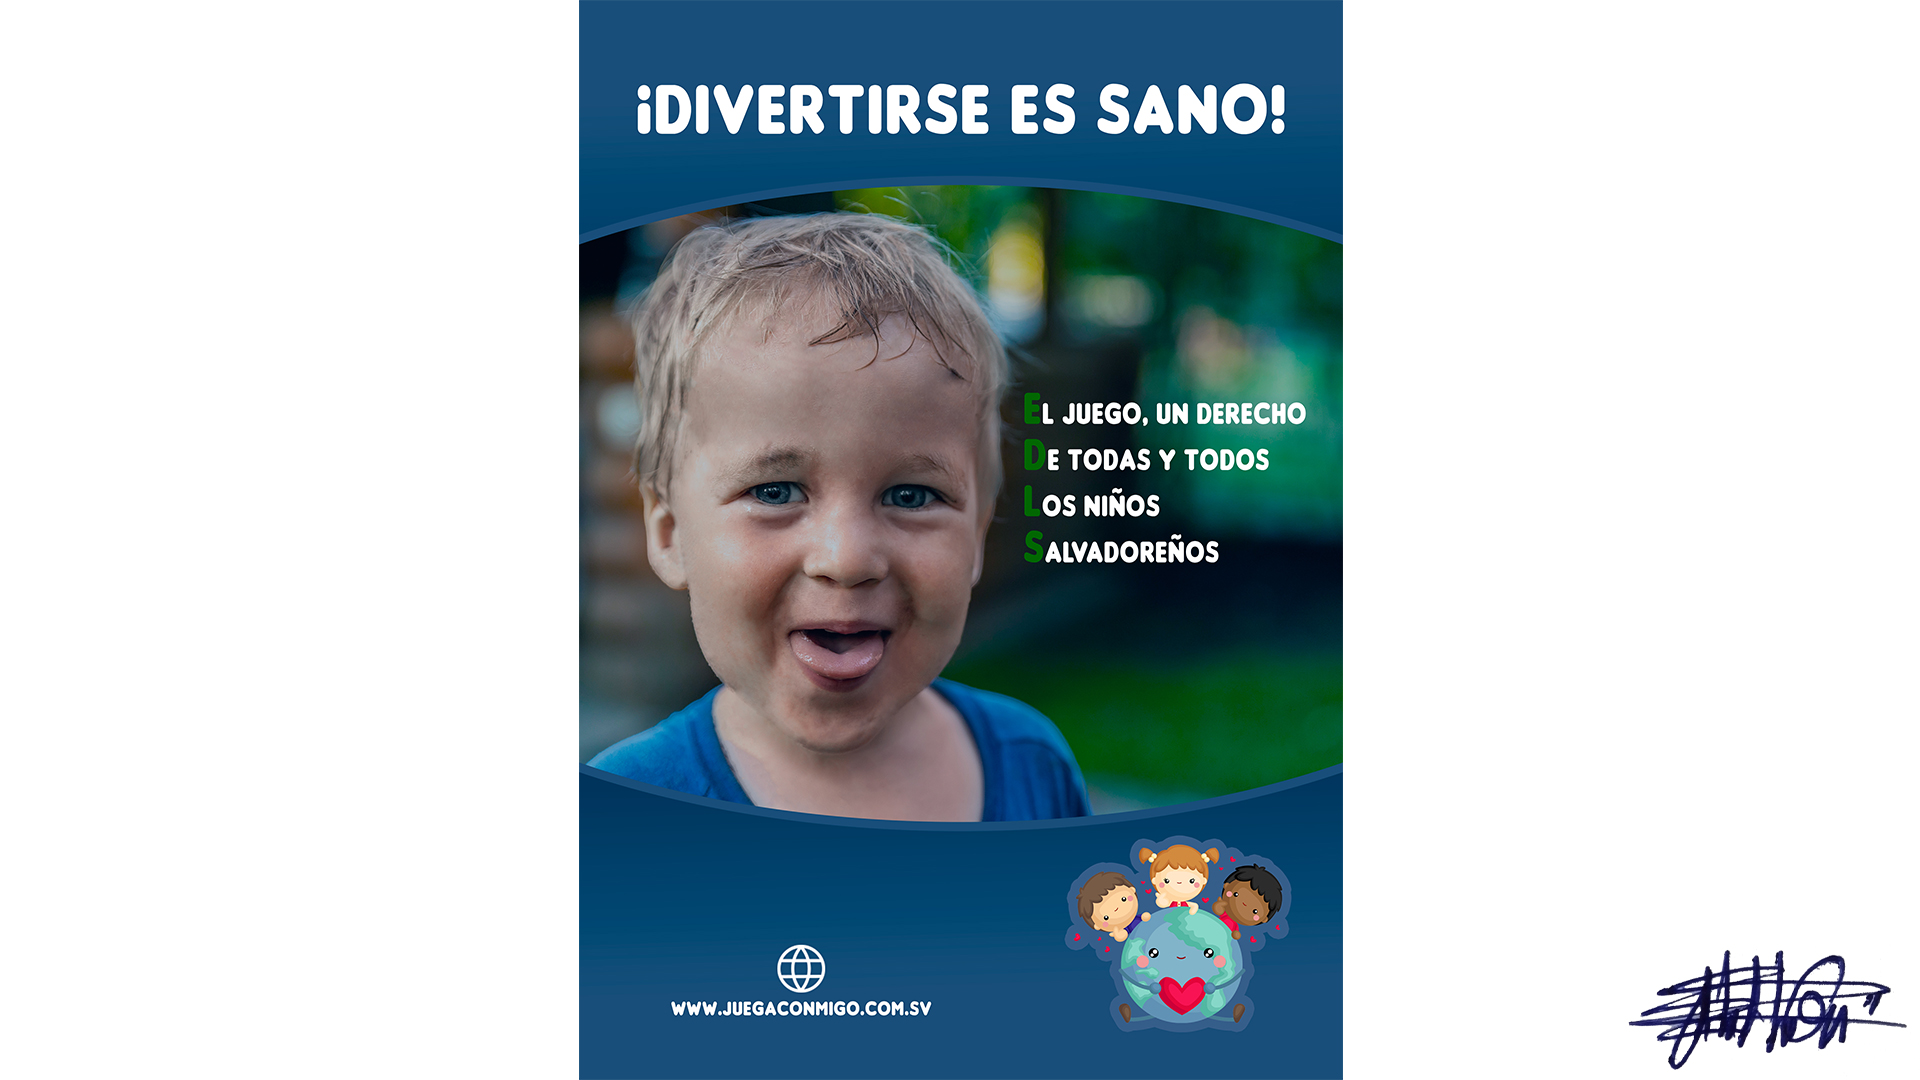 ¡DIVERTIRSE ES SANO!
EL JUEGO, UN DERECHO
DE TODAS Y TODOS
LOS NIÑOS
SALVADOREÑOS
WWW.JUEGACONMIGO.COM.SV